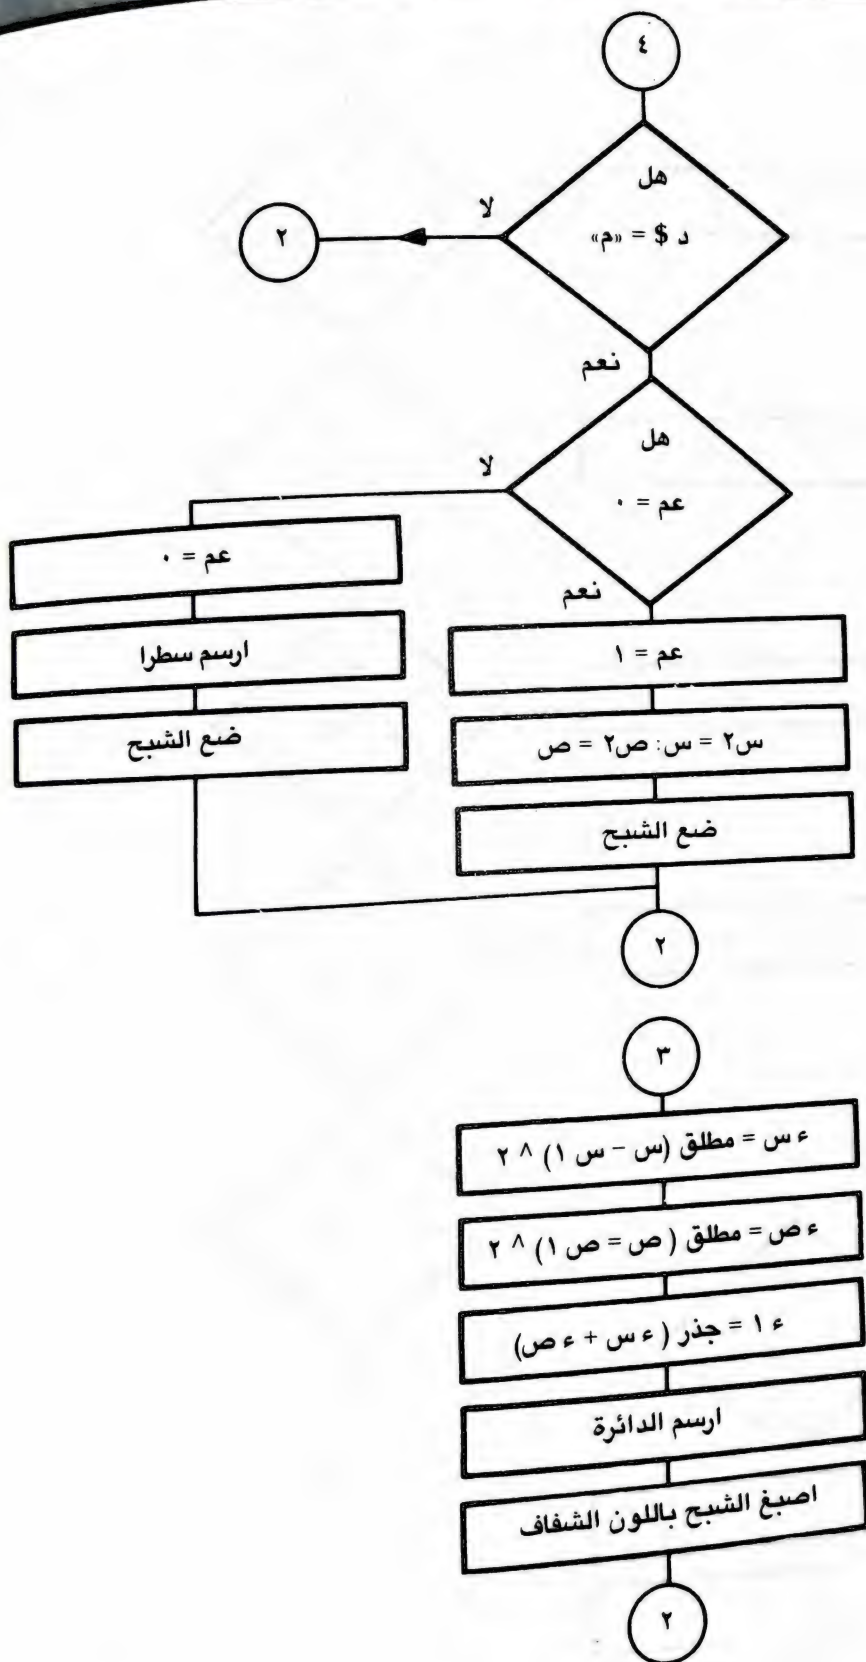 ٤
هل
د $ = «م»
لا
٢
نعم
هل
عم = ٠
لا
نعم
عم = ١
س٢ = س: ص٢ = ص
ضع الشبح
عم = ٠
ارسم سطرا
ضع الشبح
٢
٣
ء س = مطلق (س - س ١) ^ ٢
ء ص = مطلق ( ص = ص ١) ^ ٢
ء ١ = جذر ( ء س + ء ص)
ارسم الدائرة
اصبغ الشبح باللون الشفاف
٢